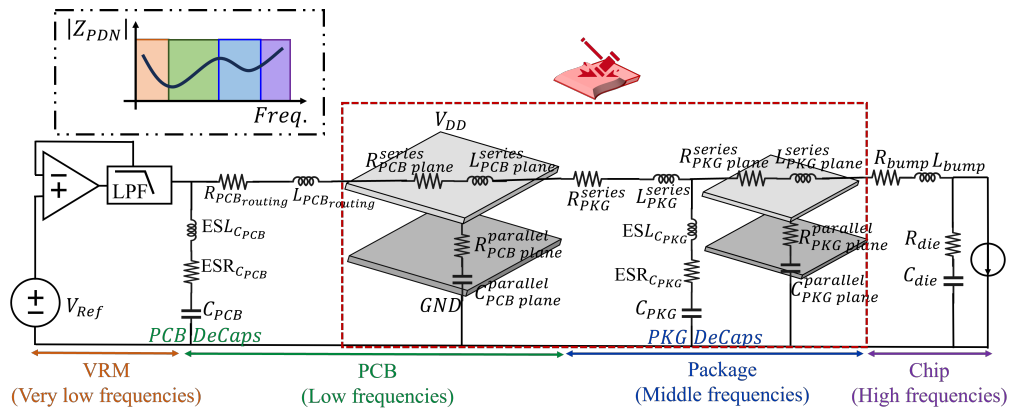 |Z_PDN|
Freq.
V_DD
R^series_PCB plane
L^series_PCB plane
R^series_PKG plane
L^series_PKG plane
R_bump
L_bump
LPF
R_PCBrouting
L_PCBrouting
R^series_PKG
L^series_PKG
ESL_C_PCB
ESR_C_PCB
C_PCB
R^parallel_PCB plane
C^parallel_PCB plane
GND
ESL_C_PKG
ESR_C_PKG
C_PKG
R^parallel_PKG plane
C^parallel_PKG plane
R_die
C_die
V_Ref
PCB DeCaps
PKG DeCaps
VRM
(Very low frequencies)
PCB
(Low frequencies)
Package
(Middle frequencies)
Chip
(High frequencies)